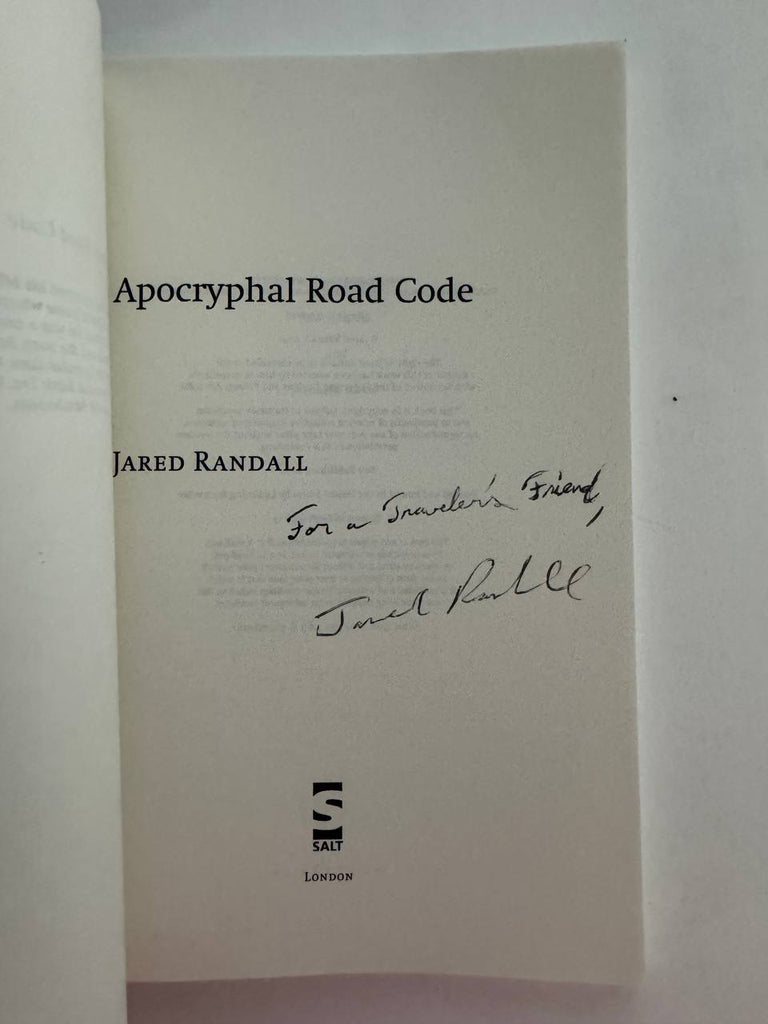 Apocryphal Road Code
JARED RANDALL
For a Traveler's Friend,
Jared Randall
S
SALT
LONDON